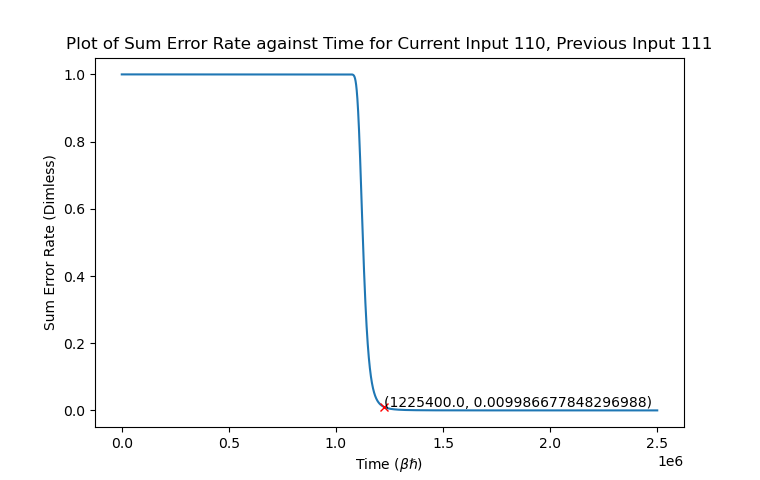 Plot of Sum Error Rate against Time for Current Input 110, Previous Input 111
1.0
0.8
0.6
0.4
0.2
0.0
Sum Error Rate (Dimless)
(1225400.0, 0.009986677848296988)
0.0 0.5 1.0 1.5 2.0 2.5
1e6
Time (βℏ)